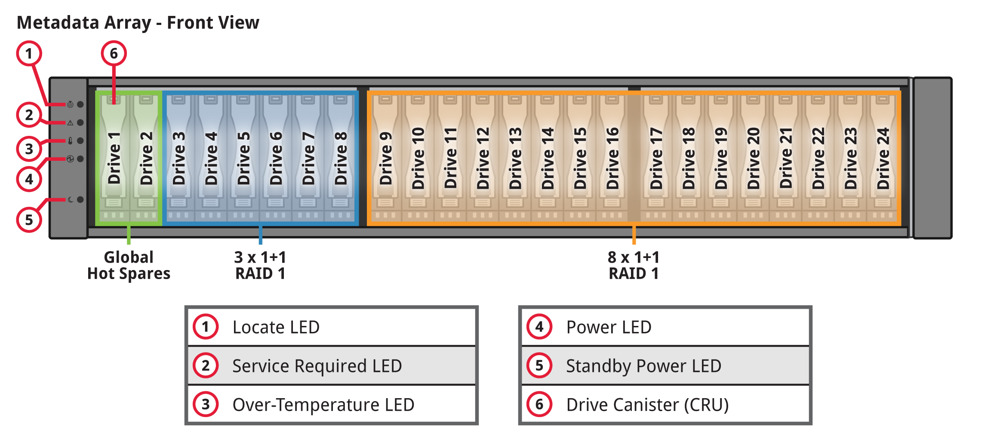 Metadata Array - Front View
1
6
2
3
4
5
Drive 1
Drive 2
Drive 3
Drive 4
Drive 5
Drive 6
Drive 7
Drive 8
Drive 9
Drive 10
Drive 11
Drive 12
Drive 13
Drive 14
Drive 15
Drive 16
Drive 17
Drive 18
Drive 19
Drive 20
Drive 21
Drive 22
Drive 23
Drive 24
Global
Hot Spares
3 x 1+1
RAID 1
8 x 1+1
RAID 1
1 Locate LED
2 Service Required LED
3 Over-Temperature LED
4 Power LED
5 Standby Power LED
6 Drive Canister (CRU)